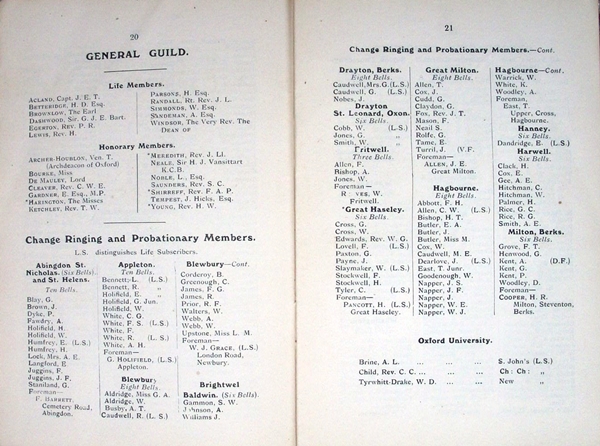 20
GENERAL GUILD.
Life Members.
ACLAND, Capt. J. E. T.
BETTERIDGE, H. D. Esq.
BROWNLOW, The Earl
DASHWOOD, Sir. G. J. E. Bart.
EGERTON, Rev. P. R.
LEWIS, Rev. H.
PARSONS, H. Esq.
RANDALL, Rt. Rev. J. L.
SIMMONDS, W. Esq.
SANDEMAN, A. Esq.
WINDSOR, The Very Rev. The
DEAN OF
Honorary Members.
ARCHER-HOUBLON, Ven. T.
(Archdeacon of Oxford)
BOURKE, Miss
DE MAULEY, Lord
CLEAVER, Rev. C. W. E.
GARDNER, E. Esq., M.P.
*HARINGTON, The Misses
KETCHLEY, Rev. T. W.
*MEREDITH, Rev. J. Ll.
NEALE, Sir H. J. Vansittart
K.C.B.
NOBLE, L., Esq.
SAUNDERS, Rev. S. C.
*SHIRREFF, Rev. F. A. P.
TEMPEST, J. Hicks, Esq.
*YOUNG, Rev. H. W.
Change Ringing and Probationary Members.
L.S. distinguishes Life Subscribers.
Abingdon St.
Nicholas, (Six Bells).
and St. Helens.
Ten Bells.
Blay, G.
Brown, J.
Dyke, P.
Fawdry, A.
Holifield, H.
Holifield, W.
Humfrey, E. (L.S.)
Humfrey, H.
Lock, Mrs. A. E.
Langford, E.
Juggins, F.
Juggins, J. F.
Staniland, G.
Foreman—
F. BARRETT,
Cemetery Road,
Abingdon.
Appleton.
Ten Bells.
Bennett, L. (L.S.)
Bennett, R. „
Holifield, E. „
Holifield, G. Jun.
Holifield, W.
White, C. G.
White, F. S. (L.S.)
White, F.
White, R. (L.S.)
White, A. H.
Foreman—
G. HOLIFIELD, (L.S.)
Appleton.
Blewbury
Eight Bells.
Aldridge, Miss G. A.
Aldridge, W.
Busby, A. T.
Caudwell, R. (L.S.)
Blewbury—Cont.
Corderoy, B.
Greenough, C.
James, F. G.
James, R.
Prior, R. F.
Walters, W.
Webb, A.
Webb, W.
Upstone, Miss L. M.
Foreman—
W. J. GRACE, (L.S.)
London Road,
Newbury.
Brightwel
Baldwin. (Six Bells).
Gammon, S. W.
Johnson, A.
Williams J.
21
Change Ringing and Probationary Members.—Cont.
Drayton, Berks.
Eight Bells.
Caudwell, Mrs. G. (L.S.)
Caudwell, G. (L.S.)
Nobes, J.
Drayton
St. Leonard, Oxon.
Six Bells.
Cobb, W. (L.S.)
Jones, G. „
Smith, W. „
Fritwell.
Three Bells.
Allen, F.
Bishop, A.
Jones, W.
Foreman—
VES, W.
Fritwell.
*Great Haseley.
Six Bells.
Cross, G.
Cross, W.
Edwards, Rev. W. G.
Lovell, F. (L.S.)
Paxton, G.
Payne, J.
Slaymaker, W. (L.S.)
Stockwell, F.
Stockwell, H.
Tyler, C. (L.S.)
Foreman—
PANCOTT, H. (L.S.)
Great Haseley.
Great Milton.
Eight Bells.
Allen, T.
Cox, J.
Cudd, G.
Claydon, G.
Fox, Rev. J. T.
Mason, F.
Neail S.
Rolfe, G.
Tame, E.
Turrill, J. (V.F.
Foreman—
ALLEN, J. E.
Great Milton.
Hagbourne.
Eight Bells.
Abbott, F. H.
Allen, C. W. (L.S.)
Bishop, H. T.
Butler, E. A.
Butler, J.
Butler, Miss M.
Cox, W.
Caudwell, M. E.
Dearlove, J. (L.S.)
East, T. Junr.
Goodenough, W.
Napper, J. S.
Napper, J. F.
Napper, J.
Napper, W. E.
Napper, W. J.
Hagbourne—Cont.
Warrick, W.
White, K.
Woodley, A.
Foreman,
East, T.
Upper, Cross,
Hagbourne.
Hanney.
Six Bells.
Dandridge, E. (L.S.)
Harwell.
Six Bells.
Clack, H.
Cox, E.
Gee, A. E.
Hitchman, C.
Hitchman, W.
Palmer, H.
Rice, G. C.
Rice, R. G.
Smith, A. E.
Milton, Berks.
Six Bells.
Grove, F. T.
Henwood, G.
Kent, A. (D.F.)
Kent, G.
Kent, P.
Woodley, D.
Foreman—
COOPER, H. R.
Milton, Steventon,
Berks.
Oxford University.
Brine, A. L. ... ... S. John's (L.S.)
Child, Rev. C. C. ... ... Ch : Ch : „
Tyrwhitt-Drake, W. D. ... ... New „